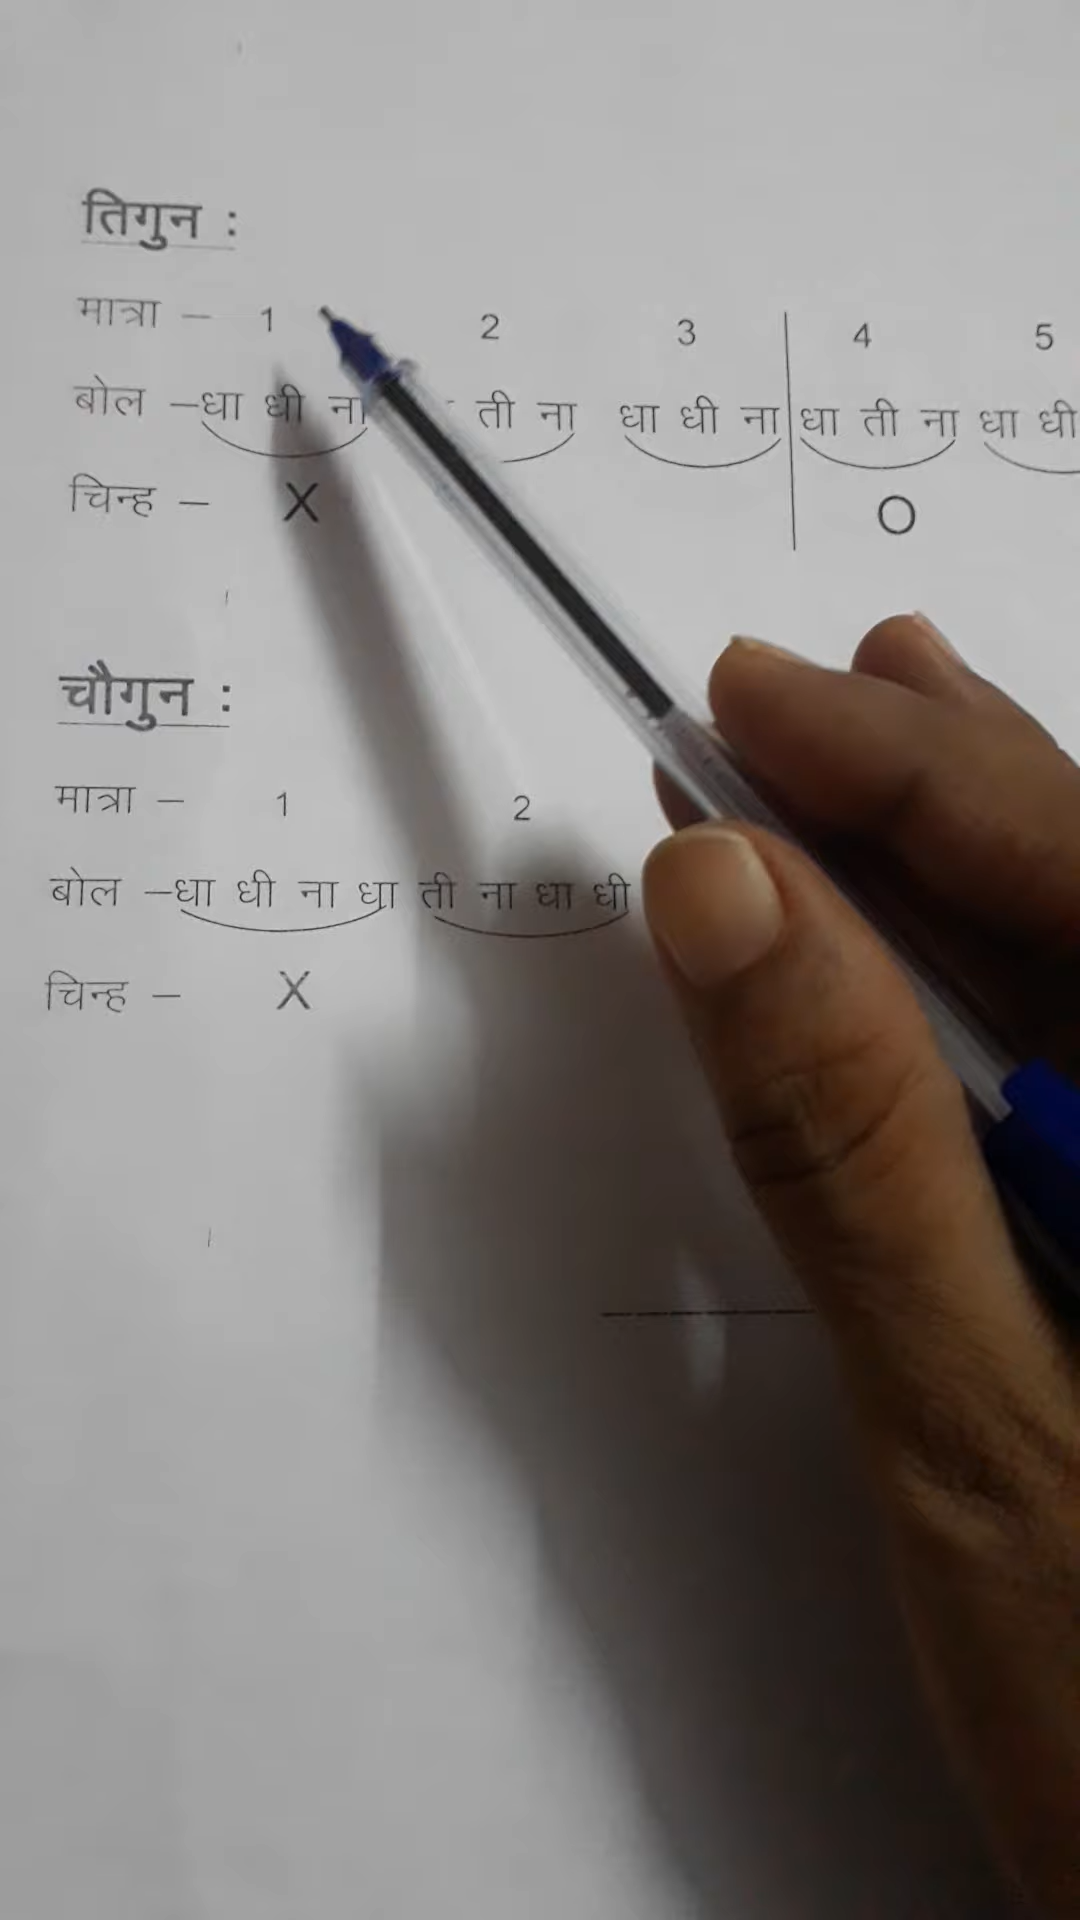 तिगुन :
मात्रा – 1 2 3 4 5
बोल –धा धी ना ती ना धा धी ना धा ती ना धा धी
चिन्ह – X O
चौगुन :
मात्रा – 1 2
बोल –धा धी ना धा ती ना धा धी
चिन्ह – X